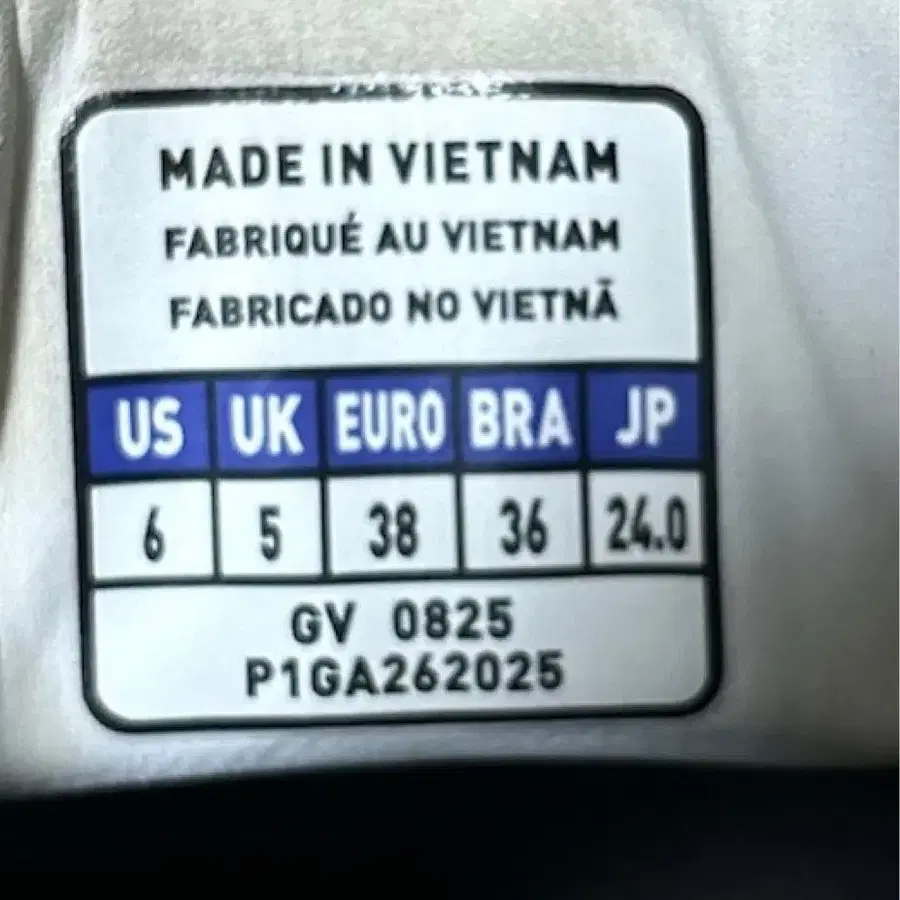 MADE IN VIETNAM
FABRIQUÉ AU VIETNAM
FABRICADO NO VIETNÃ
US UK EURO BRA JP
6 5 38 36 24.0
GV 0825
P1GA262025